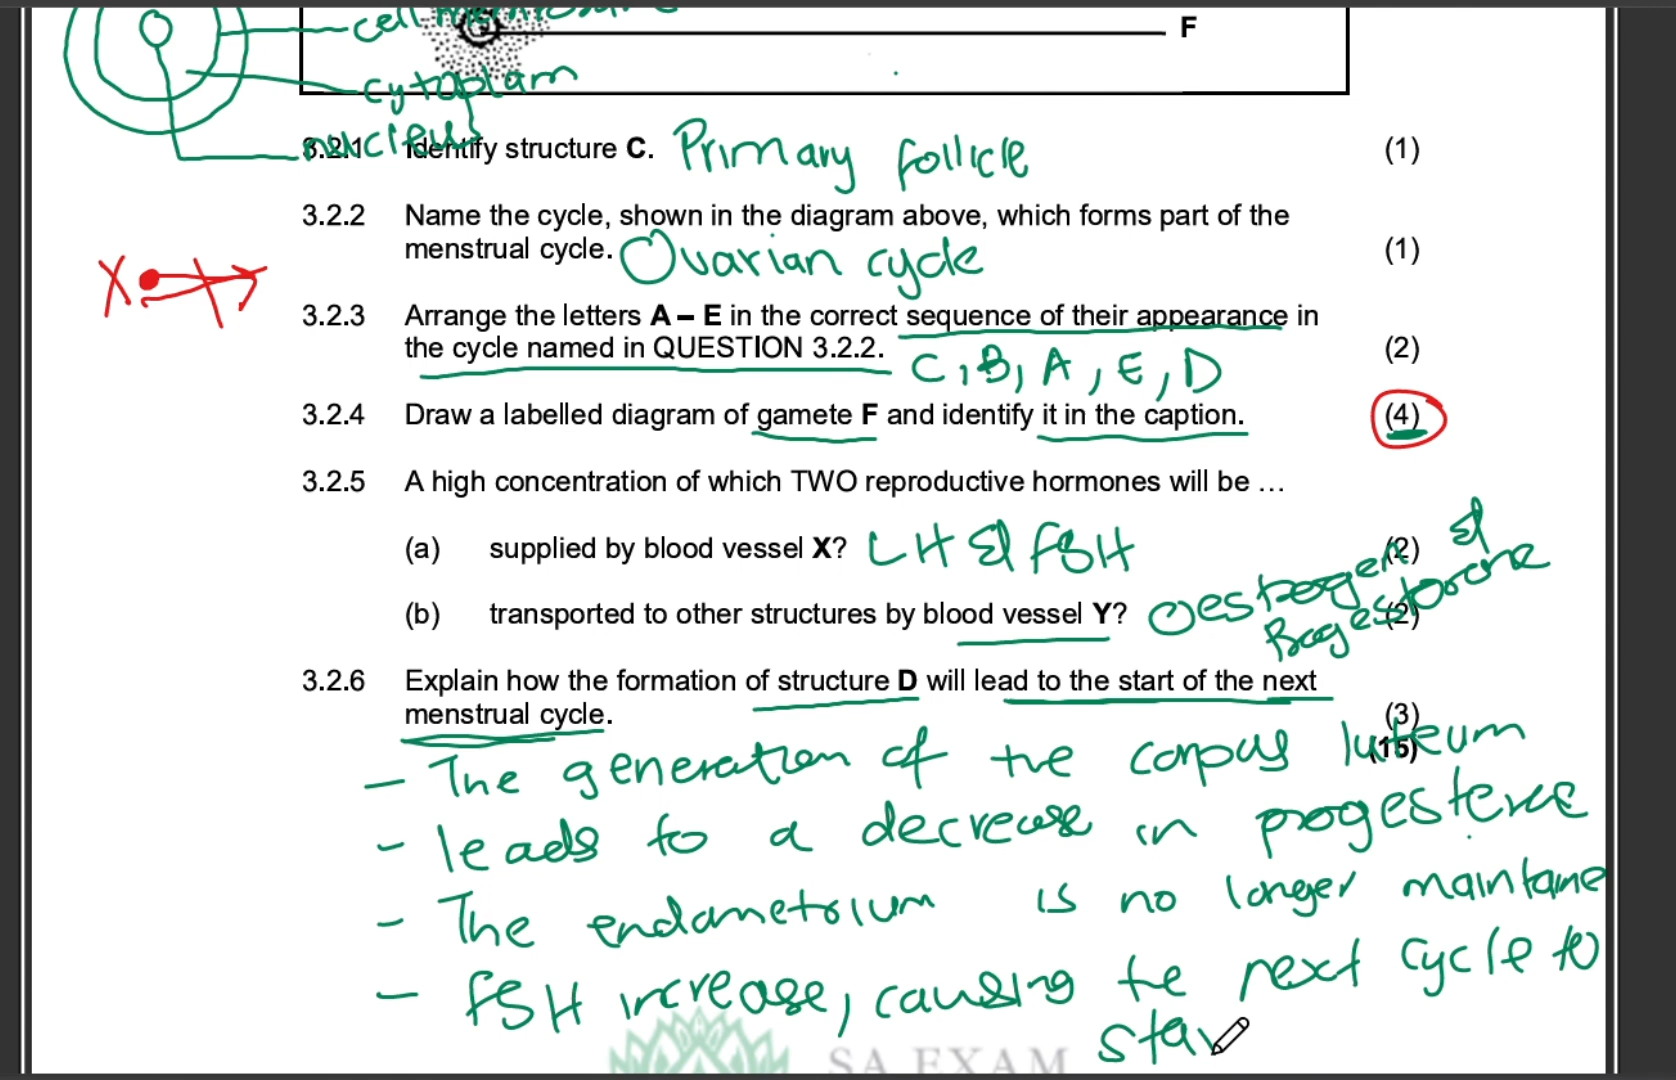 cell membrane
F
cytoplam
nucleus
3.2.1 Identify structure C. Primary follicle (1)
3.2.2 Name the cycle, shown in the diagram above, which forms part of the
menstrual cycle. Ovarian cycle (1)
3.2.3 Arrange the letters A – E in the correct sequence of their appearance in
the cycle named in QUESTION 3.2.2. C, B, A, E, D (2)
3.2.4 Draw a labelled diagram of gamete F and identify it in the caption. (4)
3.2.5 A high concentration of which TWO reproductive hormones will be …
(a) supplied by blood vessel X? LH & FSH (2)
(b) transported to other structures by blood vessel Y? Oestrogen & (2)
3.2.6 Explain how the formation of structure D will lead to the start of the next
menstrual cycle. (3)
(15)
– The generation of the corpus luteum
– leads to a decrease in
– The endometrium is no longer maintaine
– FSH increase, causing the next cycle to
star
SA EXAM